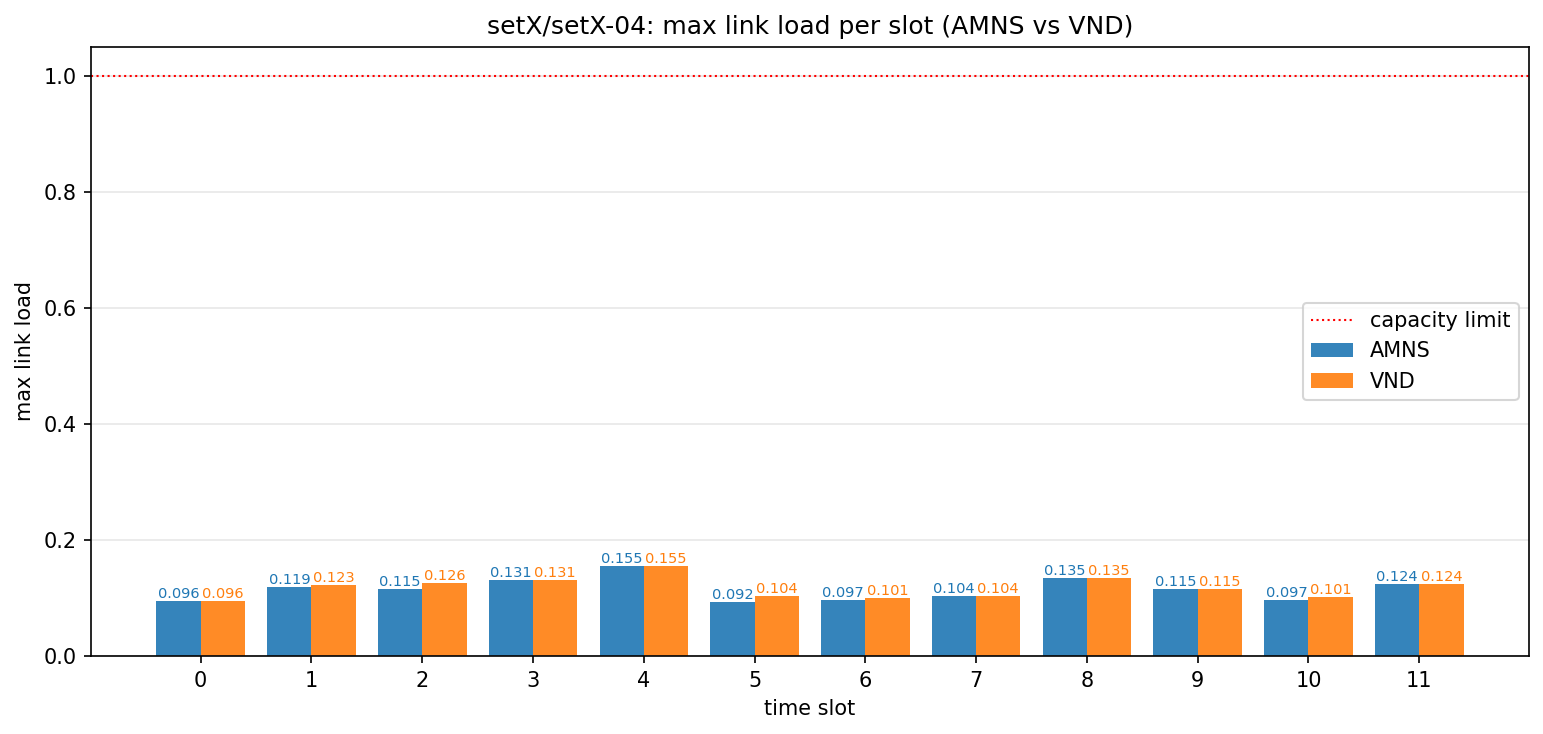 setX/setX-04: max link load per slot (AMNS vs VND)
max link load
1.0
0.8
0.6
0.4
0.2
0.0
capacity limit
AMNS
VND
0.096 0.096
0.119 0.123
0.115 0.126
0.131 0.131
0.155 0.155
0.092 0.104
0.097 0.101
0.104 0.104
0.135 0.135
0.115 0.115
0.097 0.101
0.124 0.124
0 1 2 3 4 5 6 7 8 9 10 11
time slot